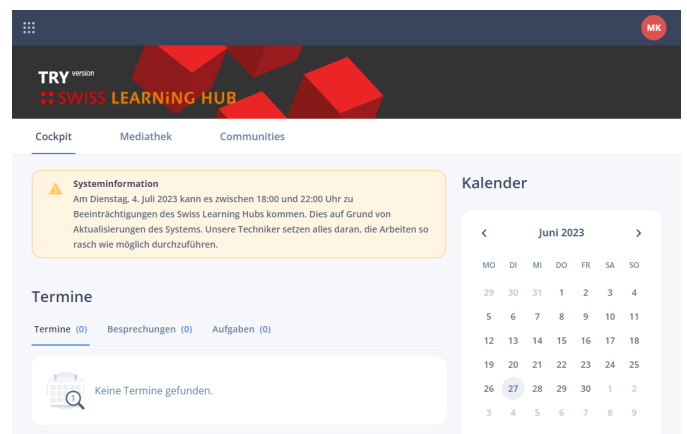 MK
TRY version
SWISS LEARNiNG HUB
Cockpit Mediathek Communities
Systeminformation
Am Dienstag, 4. Juli 2023 kann es zwischen 18:00 und 22:00 Uhr zu
Beeinträchtigungen des Swiss Learning Hubs kommen. Dies auf Grund von
Aktualisierungen des Systems. Unsere Techniker setzen alles daran, die Arbeiten so
rasch wie möglich durchzuführen.
Termine
Termine (0) Besprechungen (0) Aufgaben (0)
1
Keine Termine gefunden.
Kalender
Juni 2023
MO DI MI DO FR SA SO
29 30 31 1 2 3 4
5 6 7 8 9 10 11
12 13 14 15 16 17 18
19 20 21 22 23 24 25
26 27 28 29 30 1 2
3 4 5 6 7 8 9